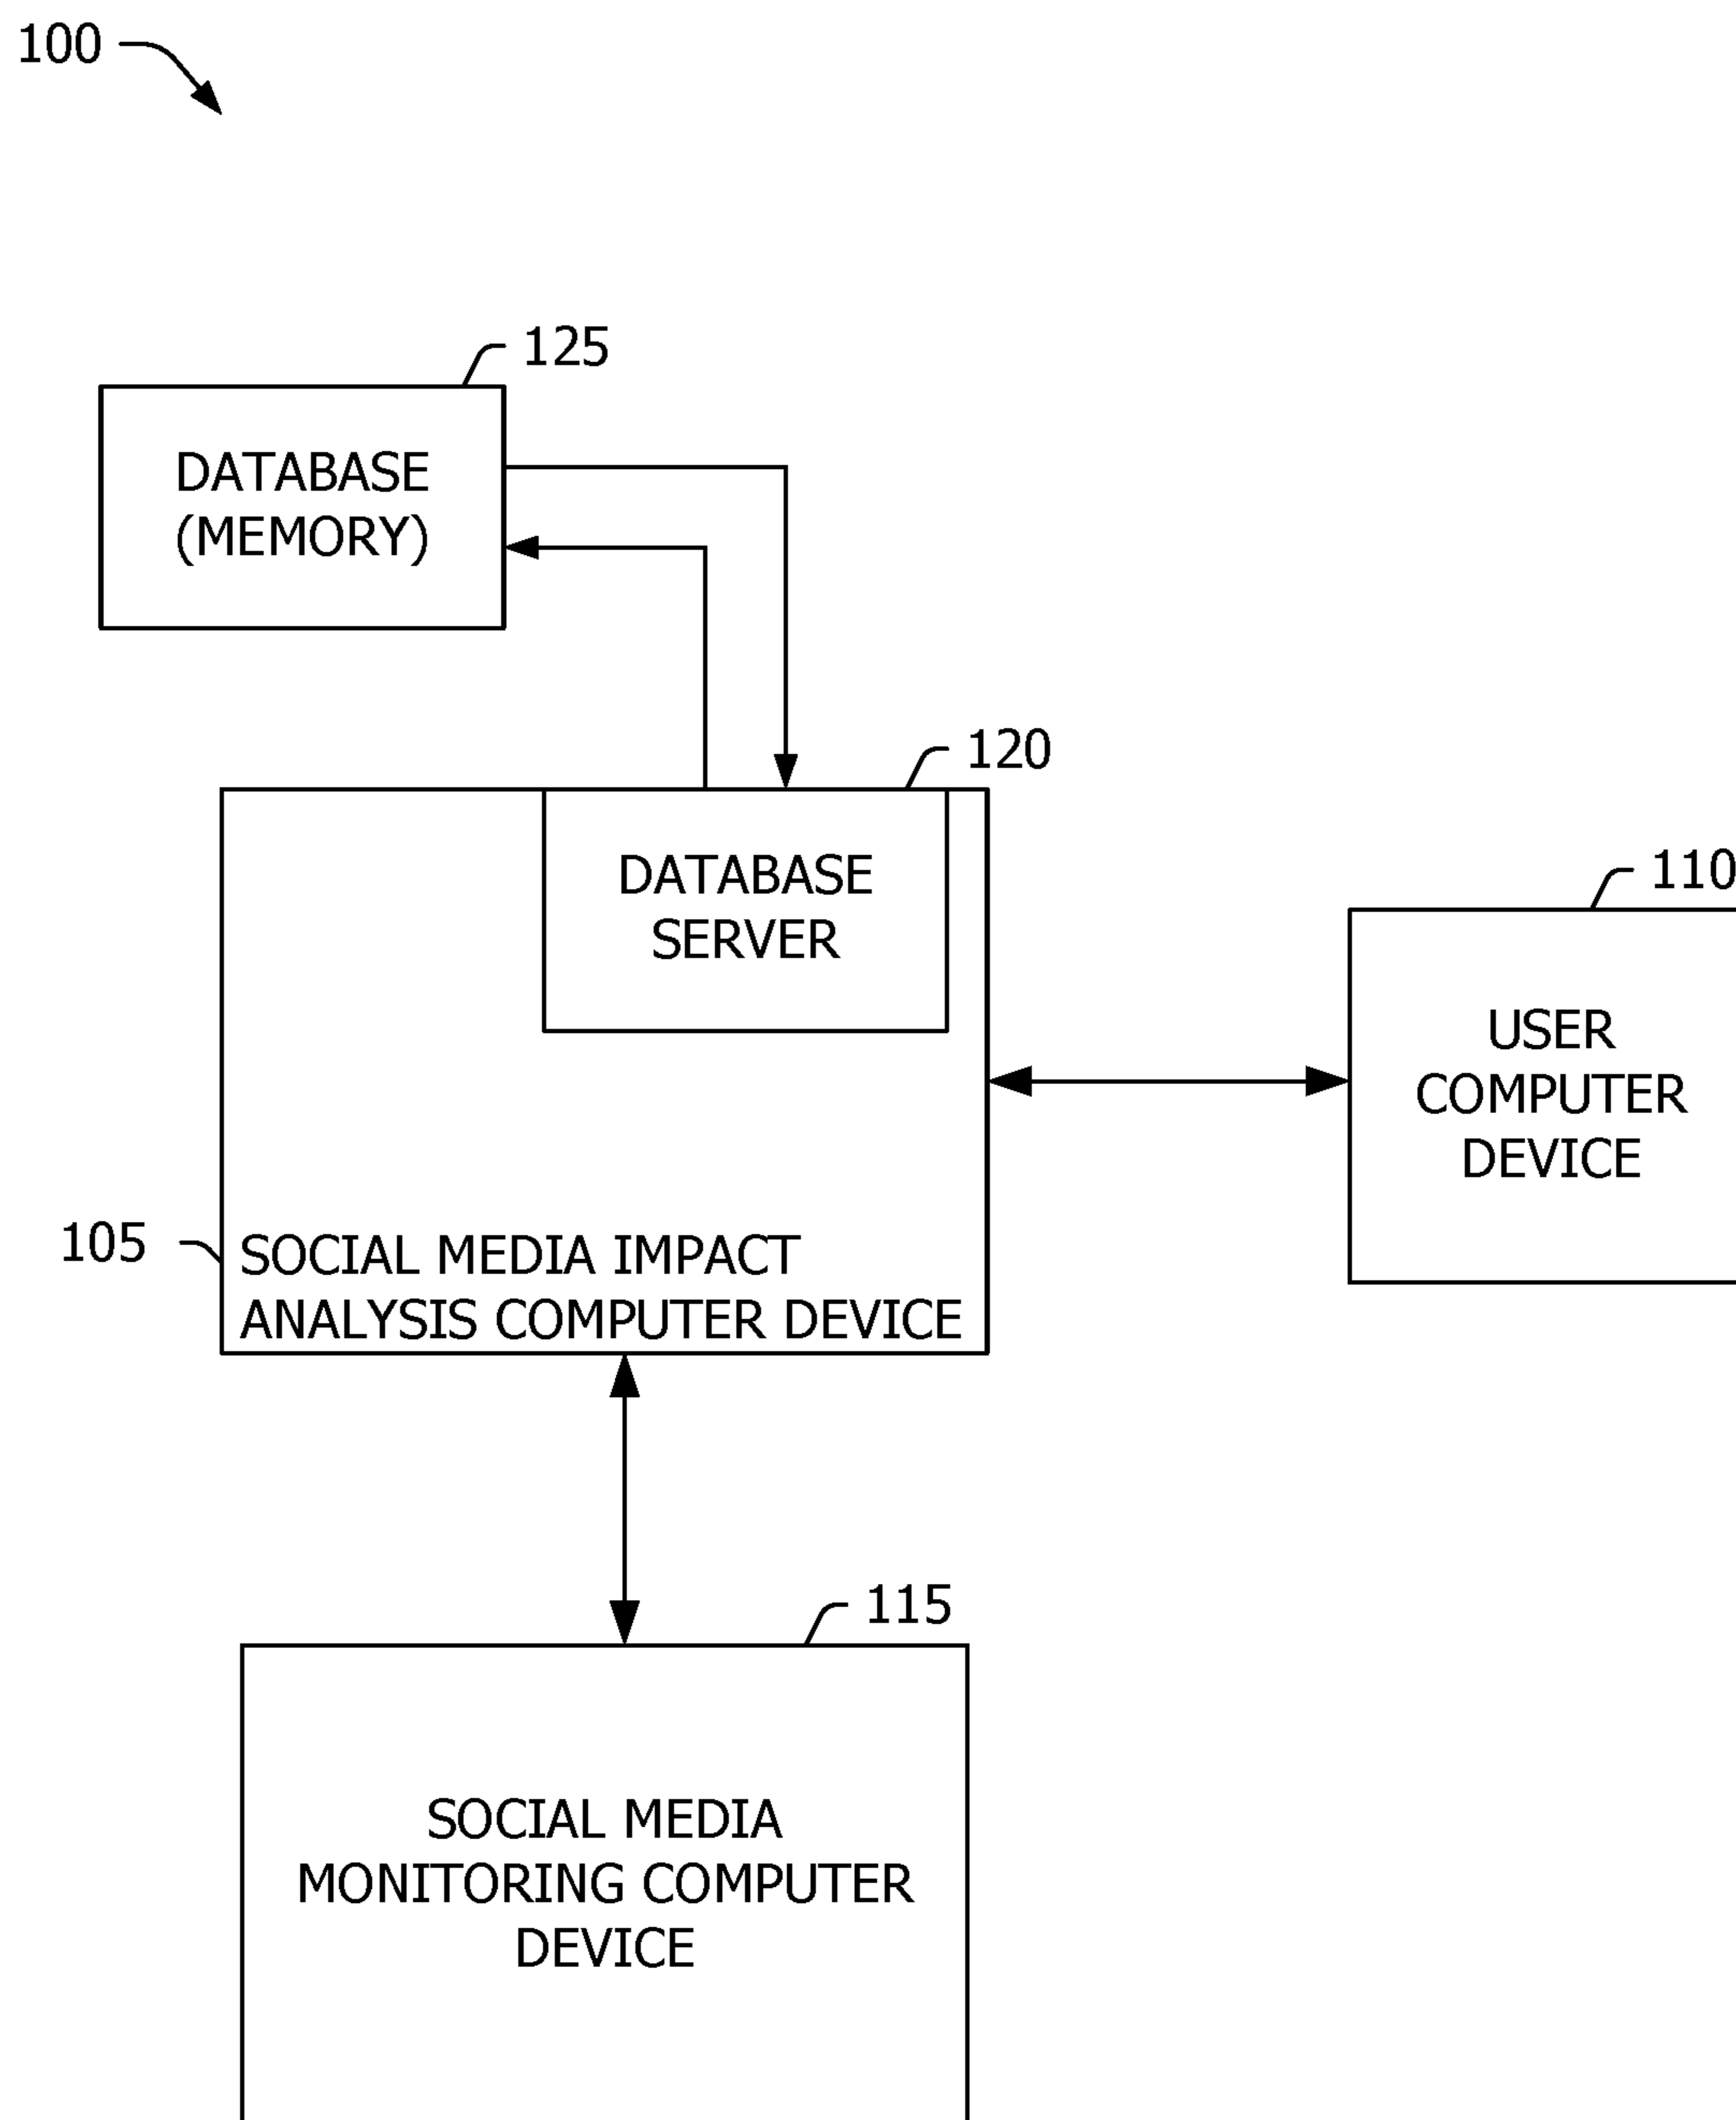 100
125
DATABASE
(MEMORY)
120
DATABASE
SERVER
110
USER
COMPUTER
DEVICE
105
SOCIAL MEDIA IMPACT
ANALYSIS COMPUTER DEVICE
115
SOCIAL MEDIA
MONITORING COMPUTER
DEVICE